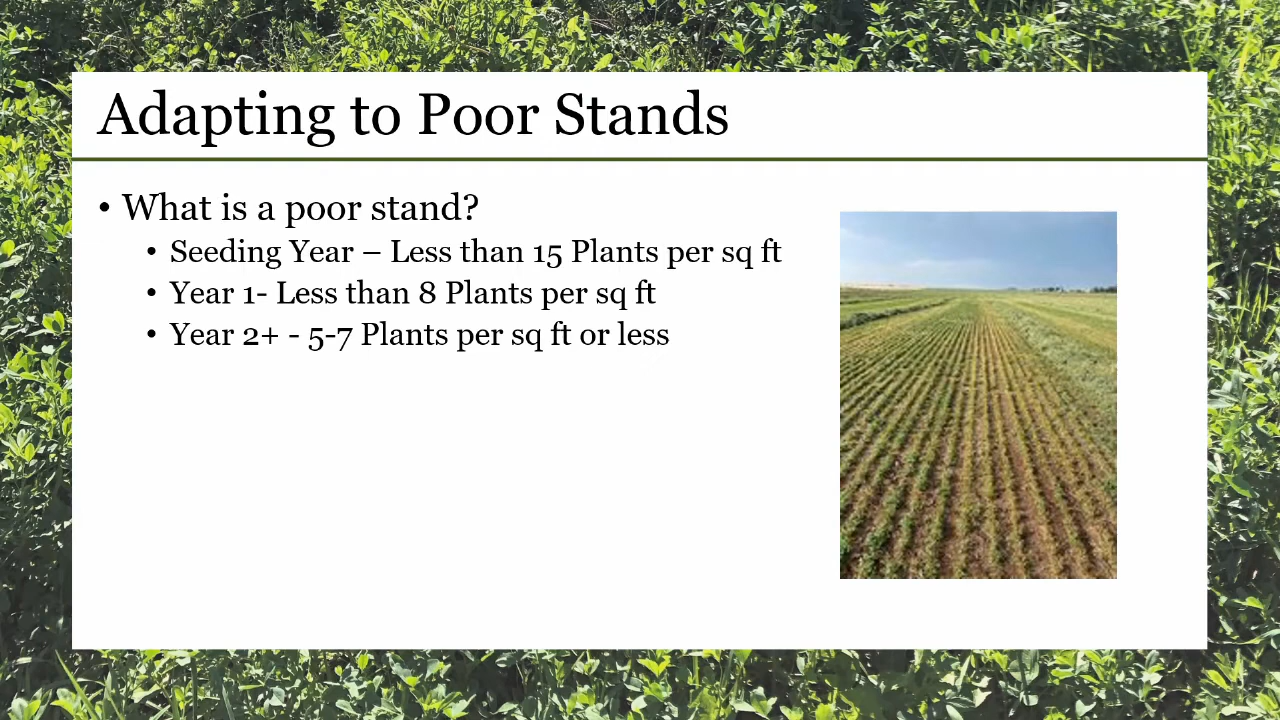 Adapting to Poor Stands
• What is a poor stand?
• Seeding Year – Less than 15 Plants per sq ft
• Year 1- Less than 8 Plants per sq ft
• Year 2+ - 5-7 Plants per sq ft or less